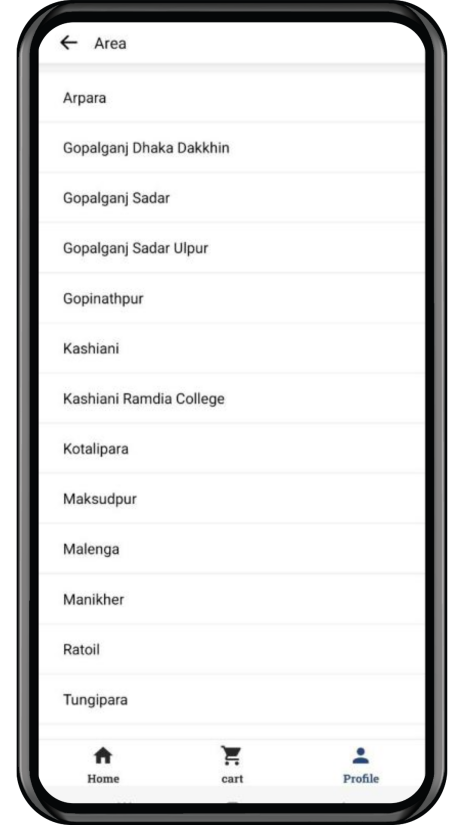 Area
Arpara
Gopalganj Dhaka Dakkhin
Gopalganj Sadar
Gopalganj Sadar Ulpur
Gopinathpur
Kashiani
Kashiani Ramdia College
Kotalipara
Maksudpur
Malenga
Manikher
Ratoil
Tungipara
Home cart Profile